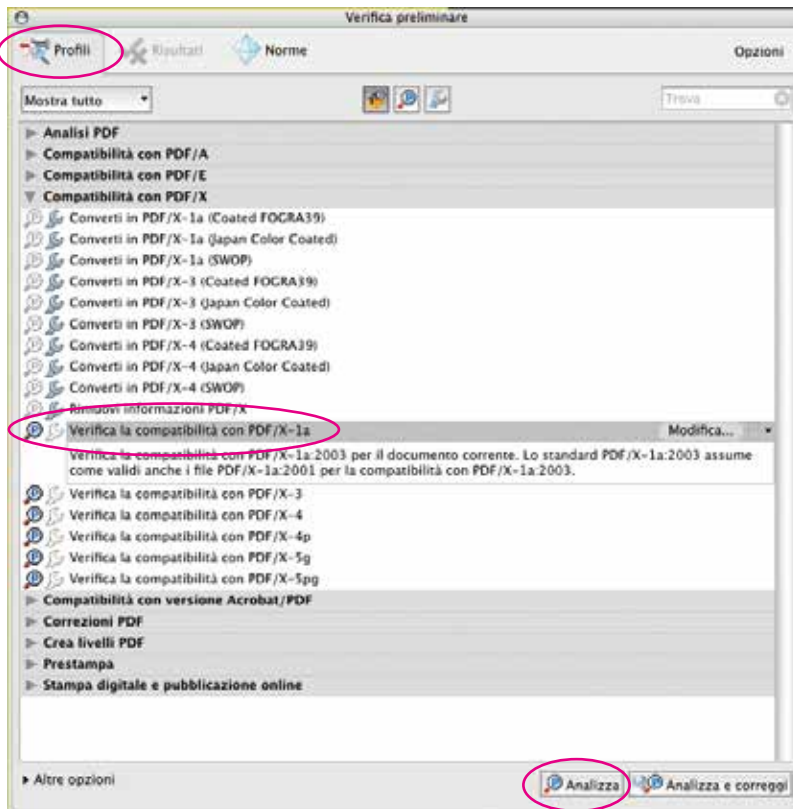 Verifica preliminare
Profili Risultati Norme Opzioni
Mostra tutto Trova
Analisi PDF
Compatibilità con PDF/A
Compatibilità con PDF/E
Compatibilità con PDF/X
Converti in PDF/X-1a (Coated FOGRA39)
Converti in PDF/X-1a (Japan Color Coated)
Converti in PDF/X-1a (SWOP)
Converti in PDF/X-3 (Coated FOGRA39)
Converti in PDF/X-3 (Japan Color Coated)
Converti in PDF/X-3 (SWOP)
Converti in PDF/X-4 (Coated FOGRA39)
Converti in PDF/X-4 (Japan Color Coated)
Converti in PDF/X-4 (SWOP)
Rimuovi informazioni PDF/X
Verifica la compatibilità con PDF/X-1a Modifica...
Verifica la compatibilità con PDF/X-1a:2003 per il documento corrente. Lo standard PDF/X-1a:2003 assume
come validi anche i file PDF/X-1a:2001 per la compatibilità con PDF/X-1a:2003.
Verifica la compatibilità con PDF/X-3
Verifica la compatibilità con PDF/X-4
Verifica la compatibilità con PDF/X-4p
Verifica la compatibilità con PDF/X-5g
Verifica la compatibilità con PDF/X-5pg
Compatibilità con versione Acrobat/PDF
Correzioni PDF
Crea livelli PDF
Prestampa
Stampa digitale e pubblicazione online
Altre opzioni Analizza Analizza e correggi